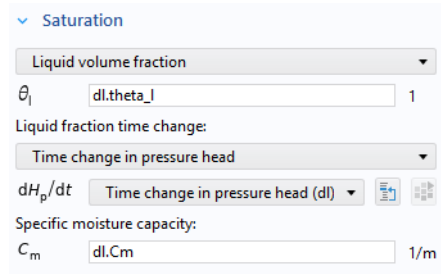 Saturation
Liquid volume fraction
θl dl.theta_l 1
Liquid fraction time change:
Time change in pressure head
dHp/dt Time change in pressure head (dl)
Specific moisture capacity:
Cm dl.Cm 1/m